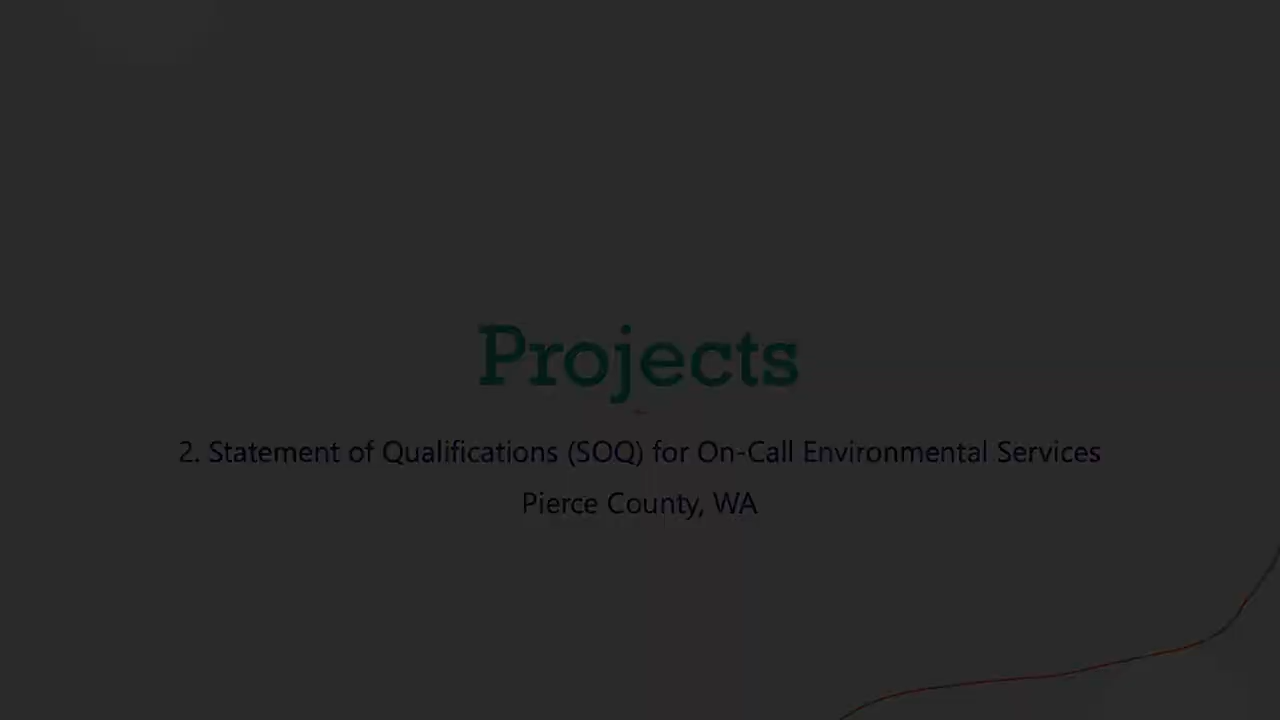 Projects
2. Statement of Qualifications (SOQ) for On-Call Environmental Services
Pierce County, WA